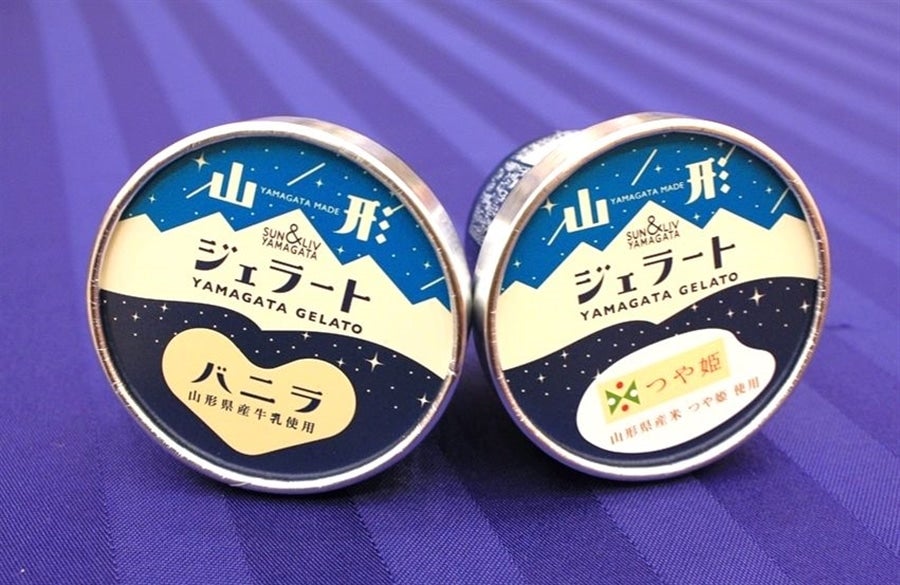 山形
YAMAGATA MADE
SUN&LIV
YAMAGATA
ジェラート
YAMAGATA GELATO
バニラ
山形県産牛乳使用
山形
YAMAGATA MADE
SUN&LIV
YAMAGATA
ジェラート
YAMAGATA GELATO
つや姫
山形県産米 つや姫 使用